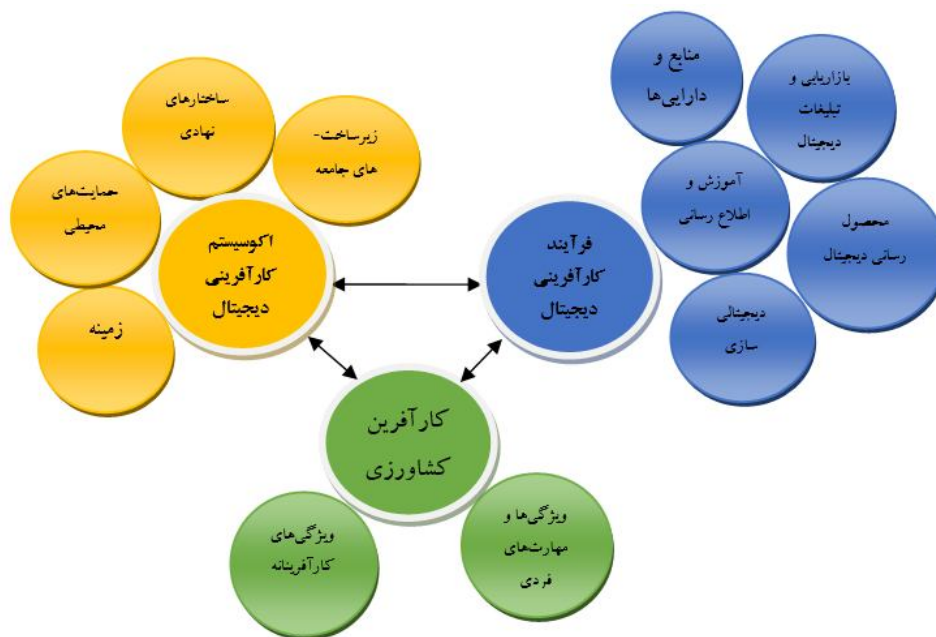 منابع و
دارایی‌ها
بازاریابی و
تبلیغات
دیجیتال
آموزش و
اطلاع رسانی
محصول
رسانی دیجیتال
دیجیتالی
سازی
فرآیند
کارآفرینی
دیجیتال
زیرساخت-
های جامعه
ساختارهای
نهادی
حمایت‌های
محیطی
زمینه
اکوسیستم
کارآفرینی
دیجیتال
کارآفرین
کشاورزی
ویژگی‌ها و
مهارت‌های
فردی
ویژگی‌های
کارآفرینانه